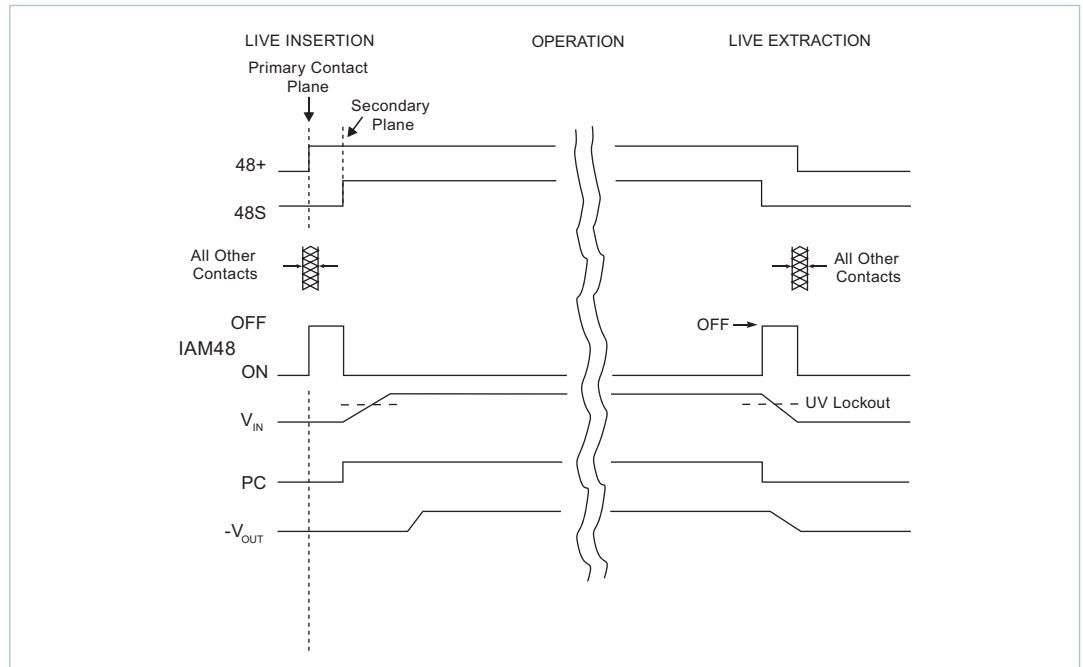 LIVE INSERTION
OPERATION
LIVE EXTRACTION
Primary Contact
Plane
Secondary
Plane
48+
48S
All Other
Contacts
All Other
Contacts
OFF
OFF
IAM48
ON
UV Lockout
VIN
PC
-VOUT